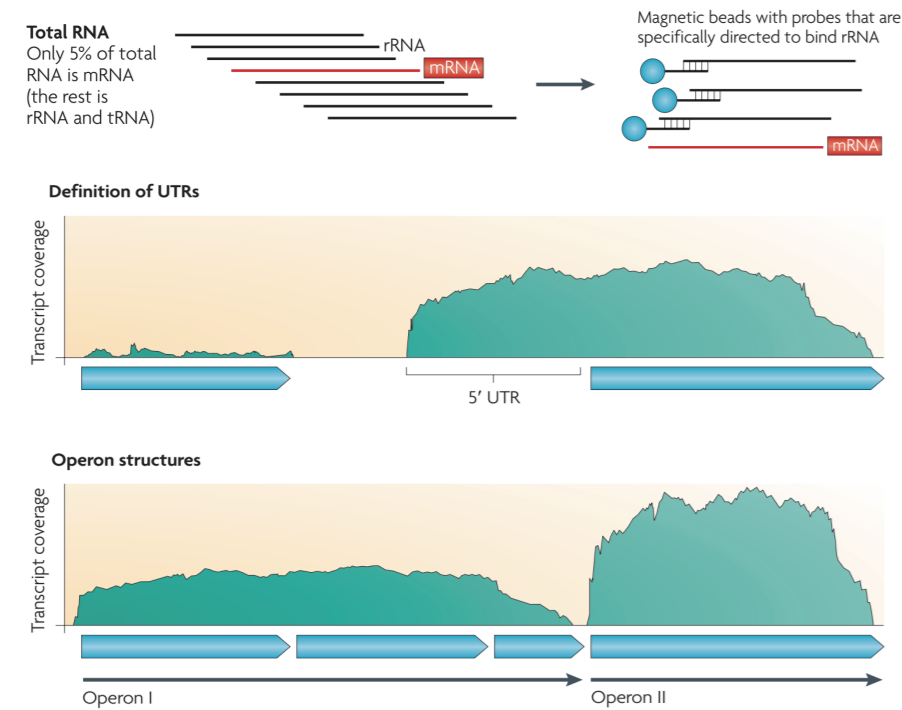 Total RNA
Only 5% of total
RNA is mRNA
(the rest is
rRNA and tRNA)
rRNA
mRNA
Magnetic beads with probes that are
specifically directed to bind rRNA
mRNA
Definition of UTRs
Transcript coverage
5′ UTR
Operon structures
Transcript coverage
Operon I
Operon II